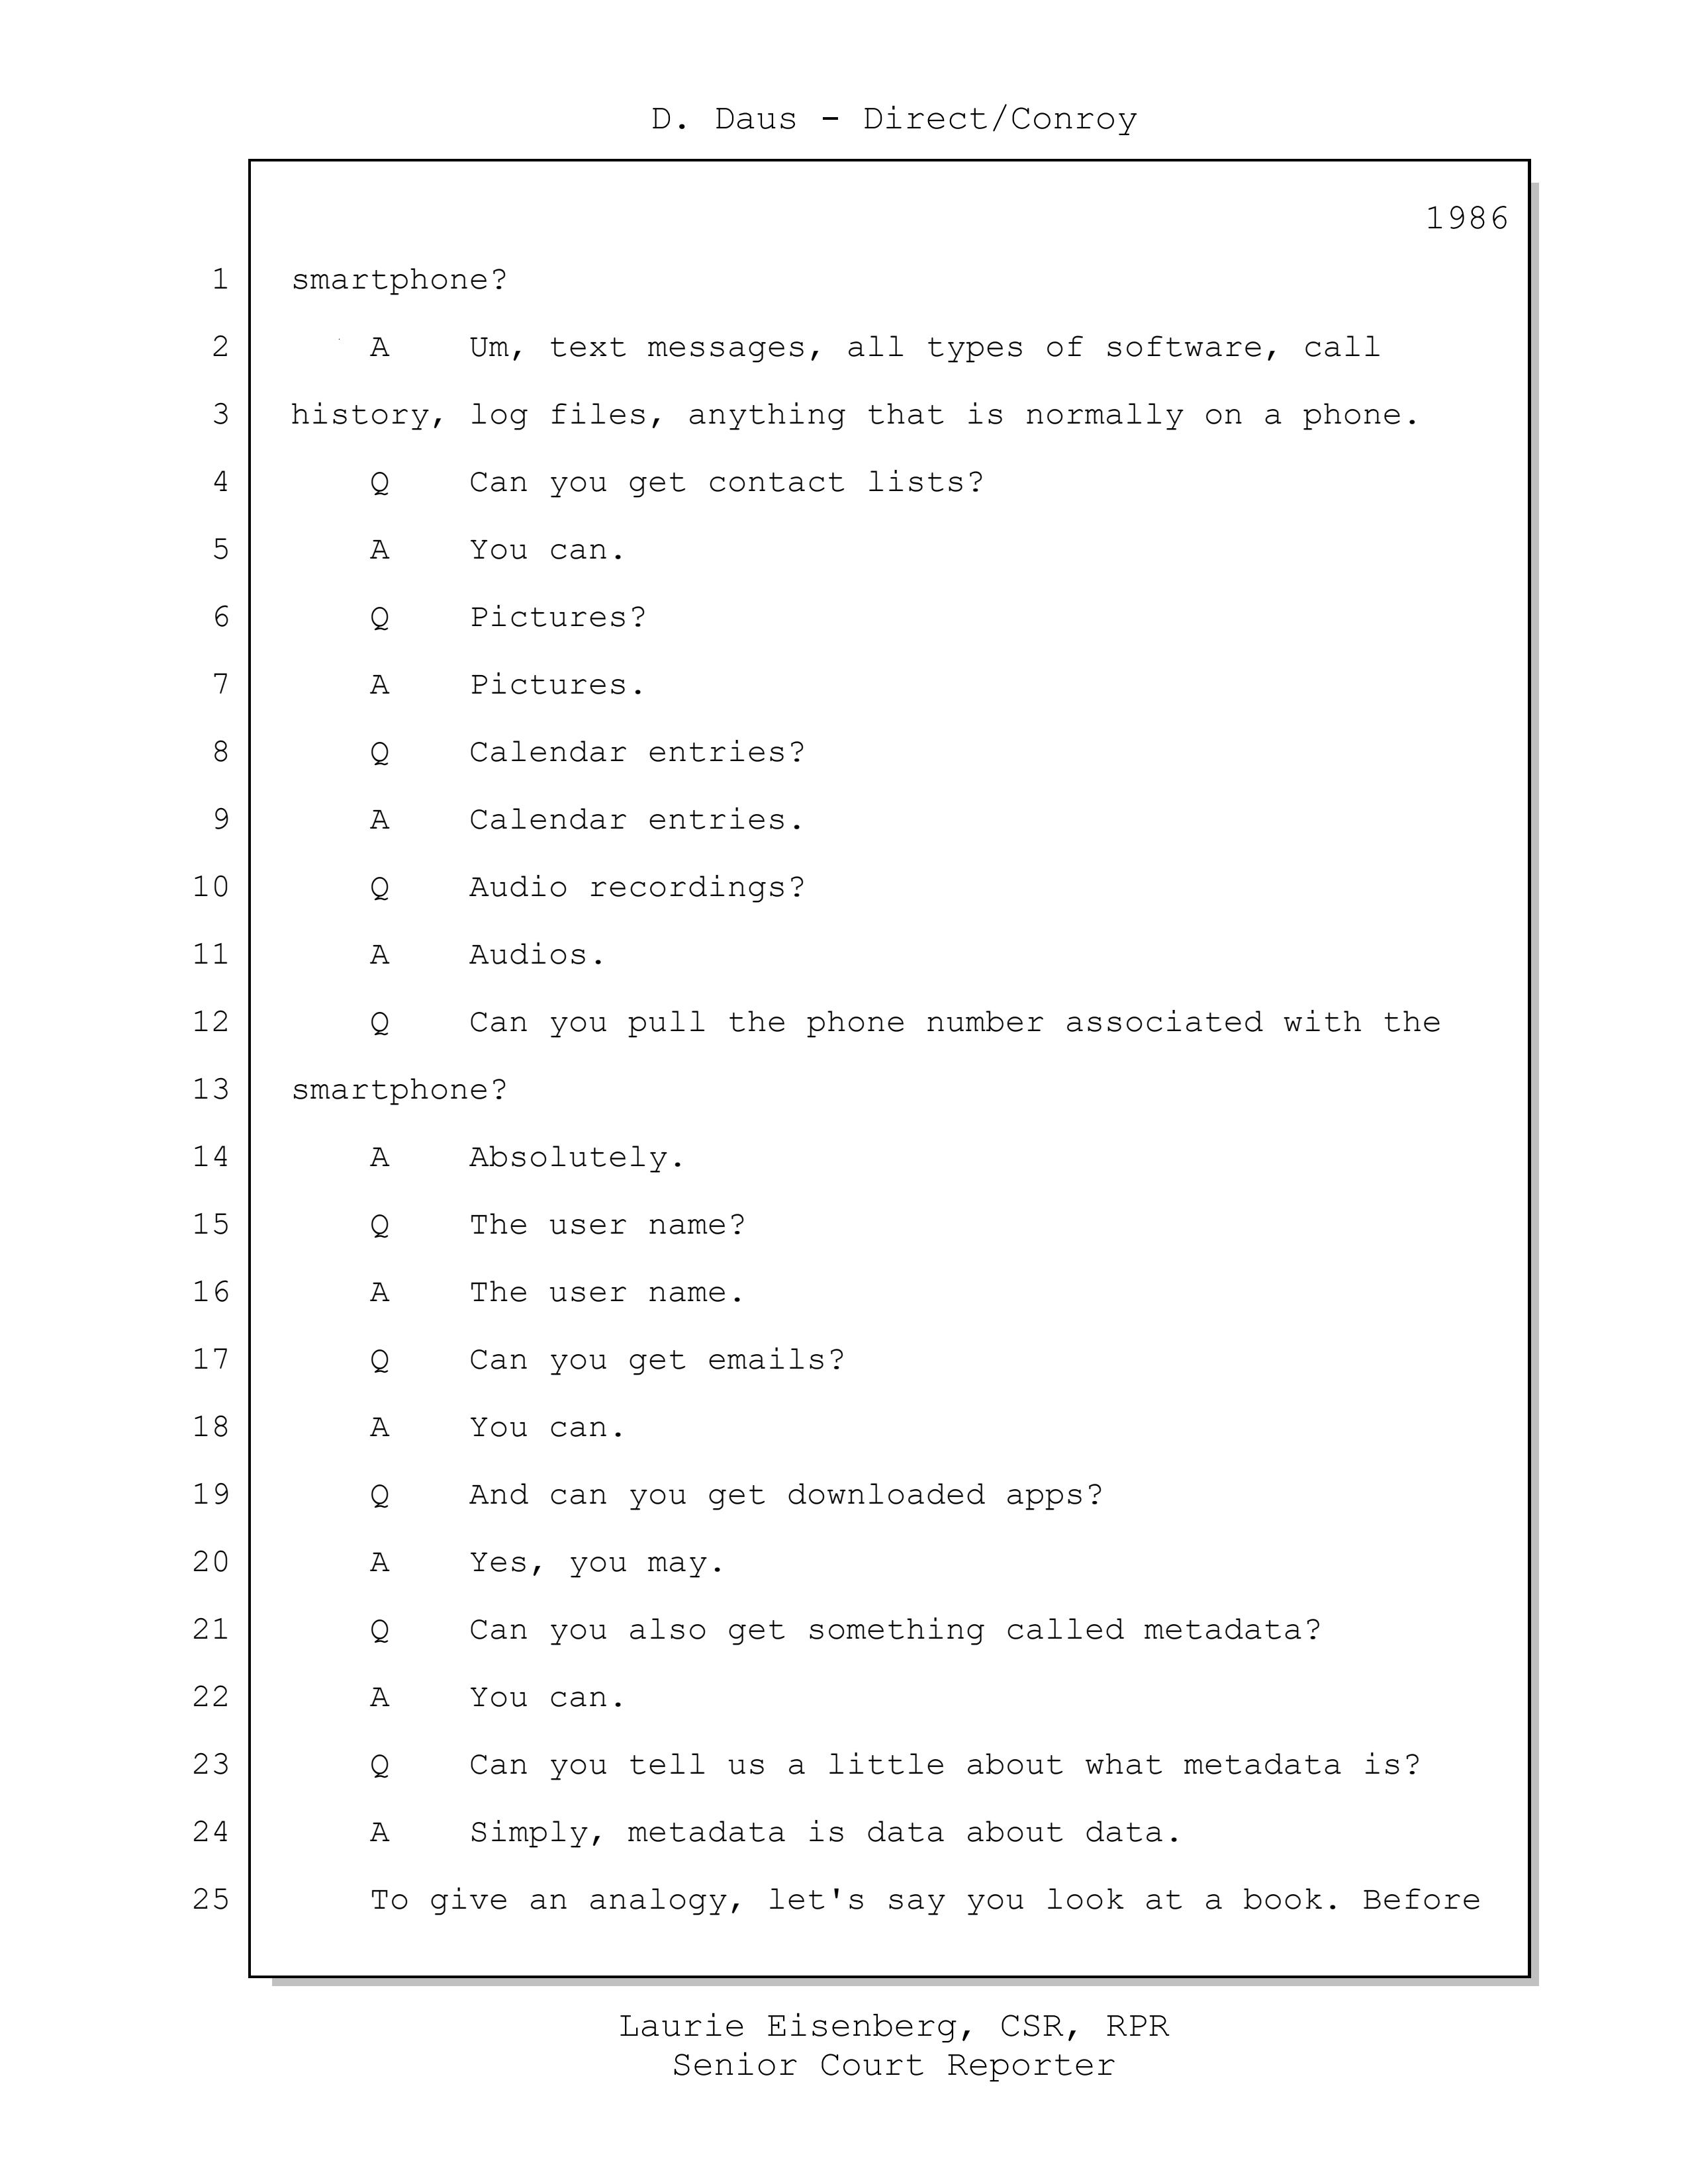 D. Daus - Direct/Conroy
1986
1 smartphone?
2 A Um, text messages, all types of software, call
3 history, log files, anything that is normally on a phone.
4 Q Can you get contact lists?
5 A You can.
6 Q Pictures?
7 A Pictures.
8 Q Calendar entries?
9 A Calendar entries.
10 Q Audio recordings?
11 A Audios.
12 Q Can you pull the phone number associated with the
13 smartphone?
14 A Absolutely.
15 Q The user name?
16 A The user name.
17 Q Can you get emails?
18 A You can.
19 Q And can you get downloaded apps?
20 A Yes, you may.
21 Q Can you also get something called metadata?
22 A You can.
23 Q Can you tell us a little about what metadata is?
24 A Simply, metadata is data about data.
25 To give an analogy, let's say you look at a book. Before
Laurie Eisenberg, CSR, RPR
Senior Court Reporter